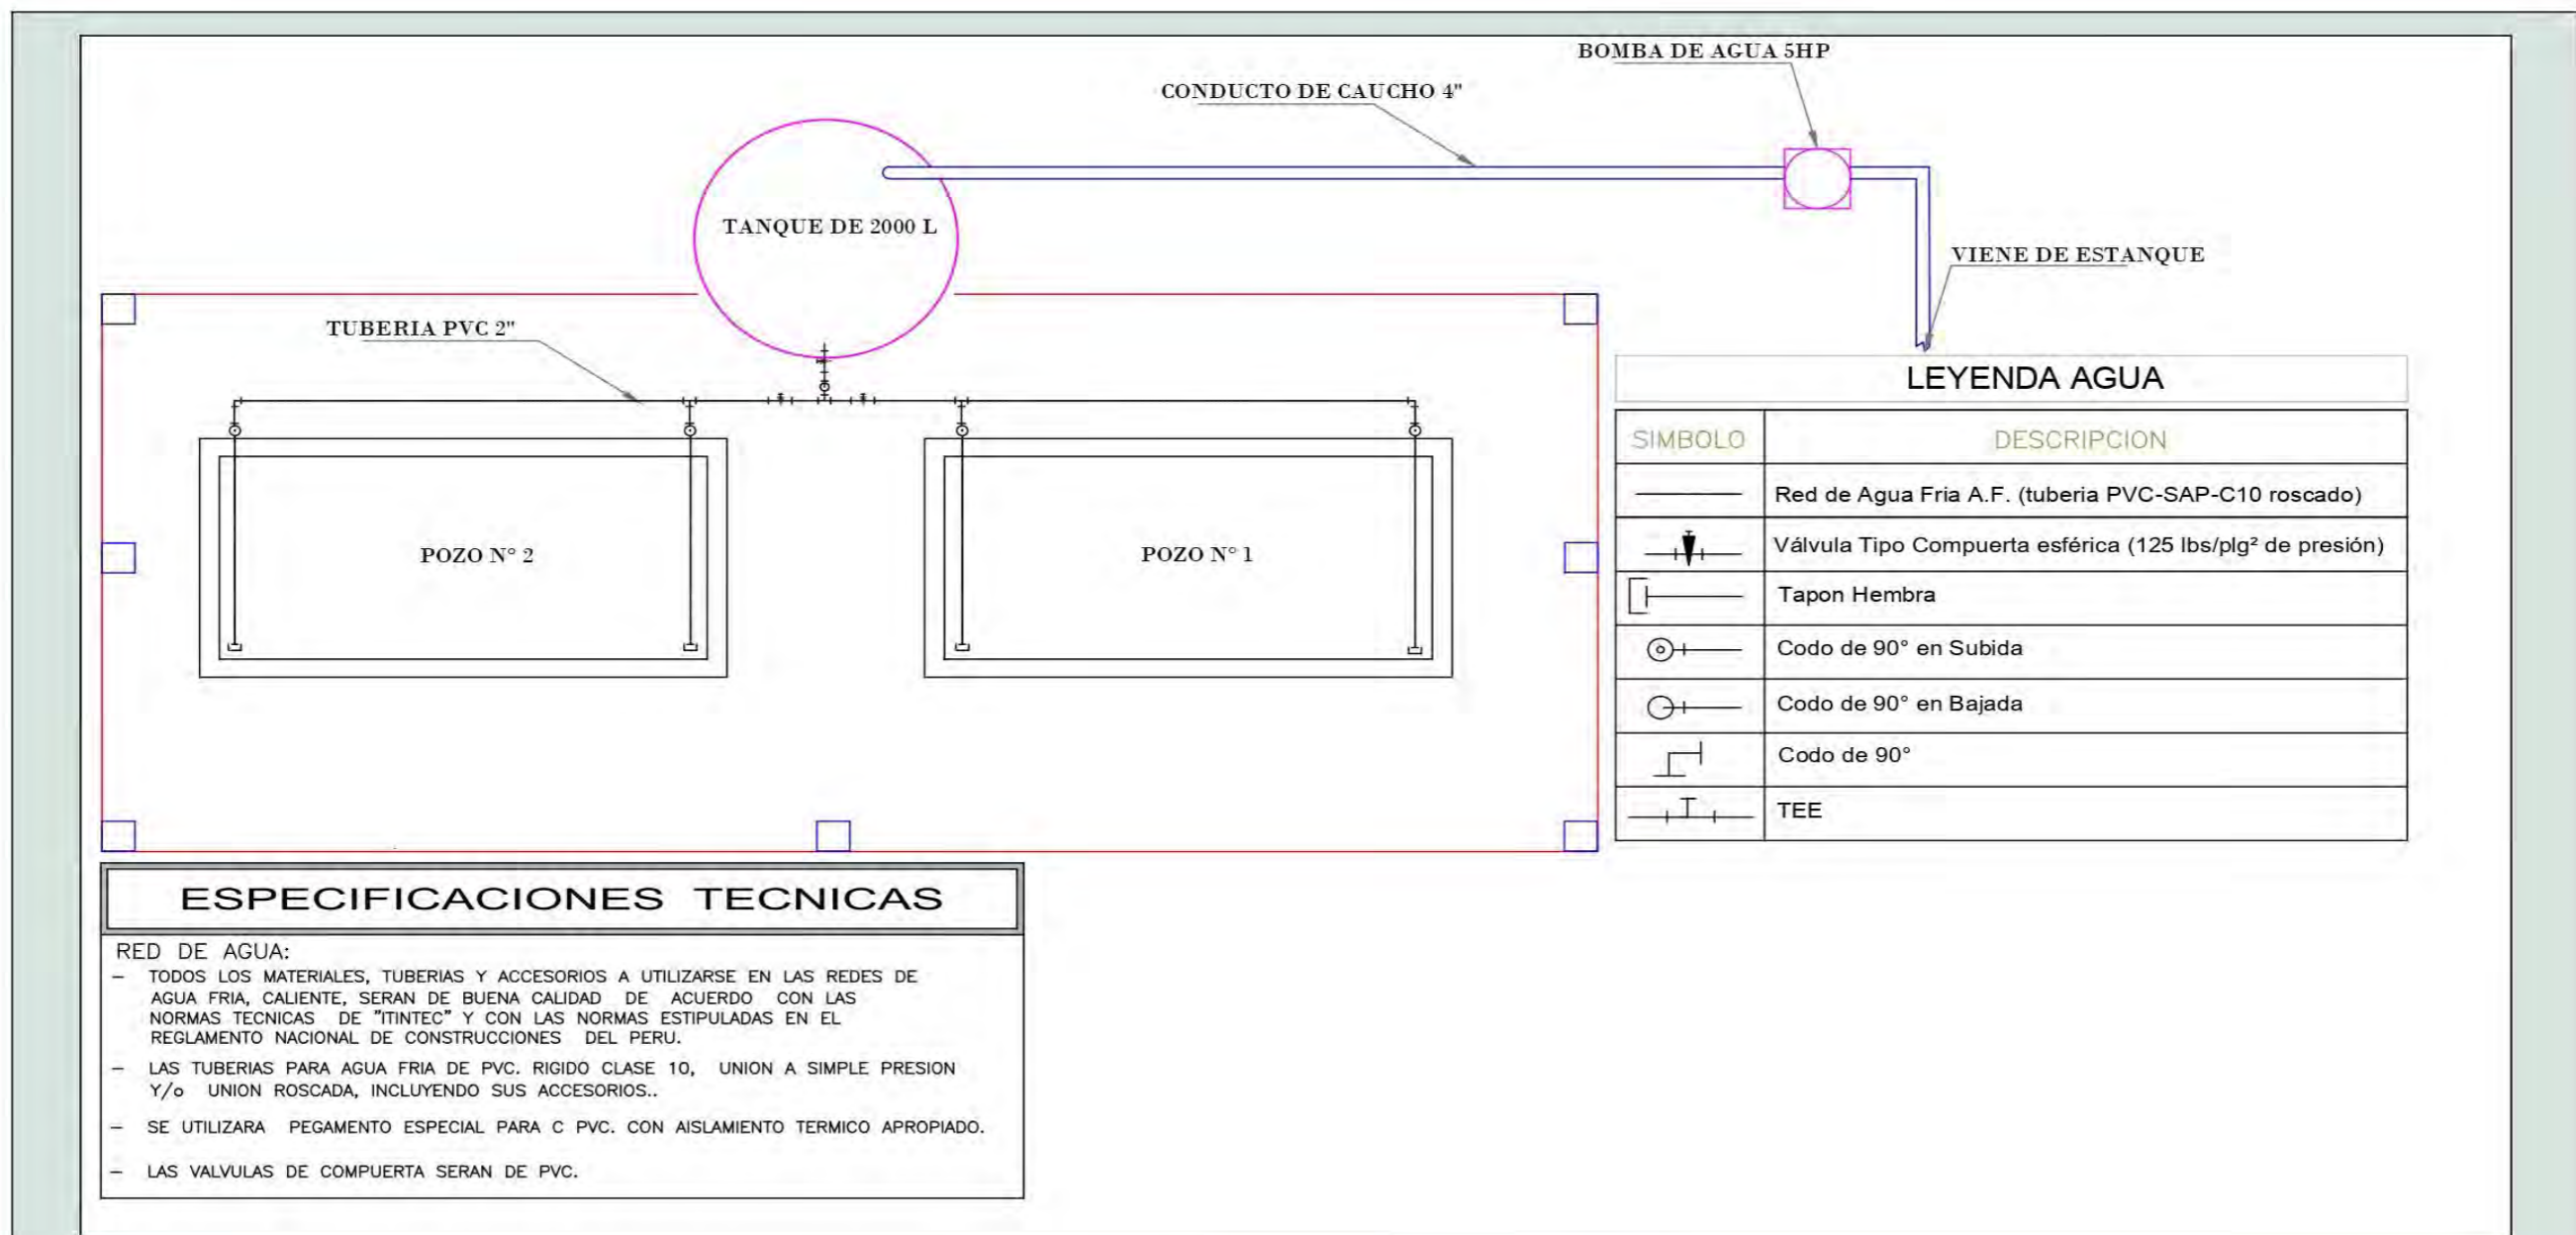 BOMBA DE AGUA 5HP
CONDUCTO DE CAUCHO 4"
TANQUE DE 2000 L
VIENE DE ESTANQUE
TUBERIA PVC 2"
POZO N° 2
POZO N° 1
LEYENDA AGUA
SIMBOLO DESCRIPCION
Red de Agua Fria A.F. (tuberia PVC-SAP-C10 roscado)
Válvula Tipo Compuerta esférica (125 lbs/plg² de presión)
Tapon Hembra
Codo de 90° en Subida
Codo de 90° en Bajada
Codo de 90°
TEE
ESPECIFICACIONES TECNICAS
RED DE AGUA:
– TODOS LOS MATERIALES, TUBERIAS Y ACCESORIOS A UTILIZARSE EN LAS REDES DE
AGUA FRIA, CALIENTE, SERAN DE BUENA CALIDAD DE ACUERDO CON LAS
NORMAS TECNICAS DE "ITINTEC" Y CON LAS NORMAS ESTIPULADAS EN EL
REGLAMENTO NACIONAL DE CONSTRUCCIONES DEL PERU.
– LAS TUBERIAS PARA AGUA FRIA DE PVC. RIGIDO CLASE 10, UNION A SIMPLE PRESION
Y/o UNION ROSCADA, INCLUYENDO SUS ACCESORIOS..
– SE UTILIZARA PEGAMENTO ESPECIAL PARA C PVC. CON AISLAMIENTO TERMICO APROPIADO.
– LAS VALVULAS DE COMPUERTA SERAN DE PVC.